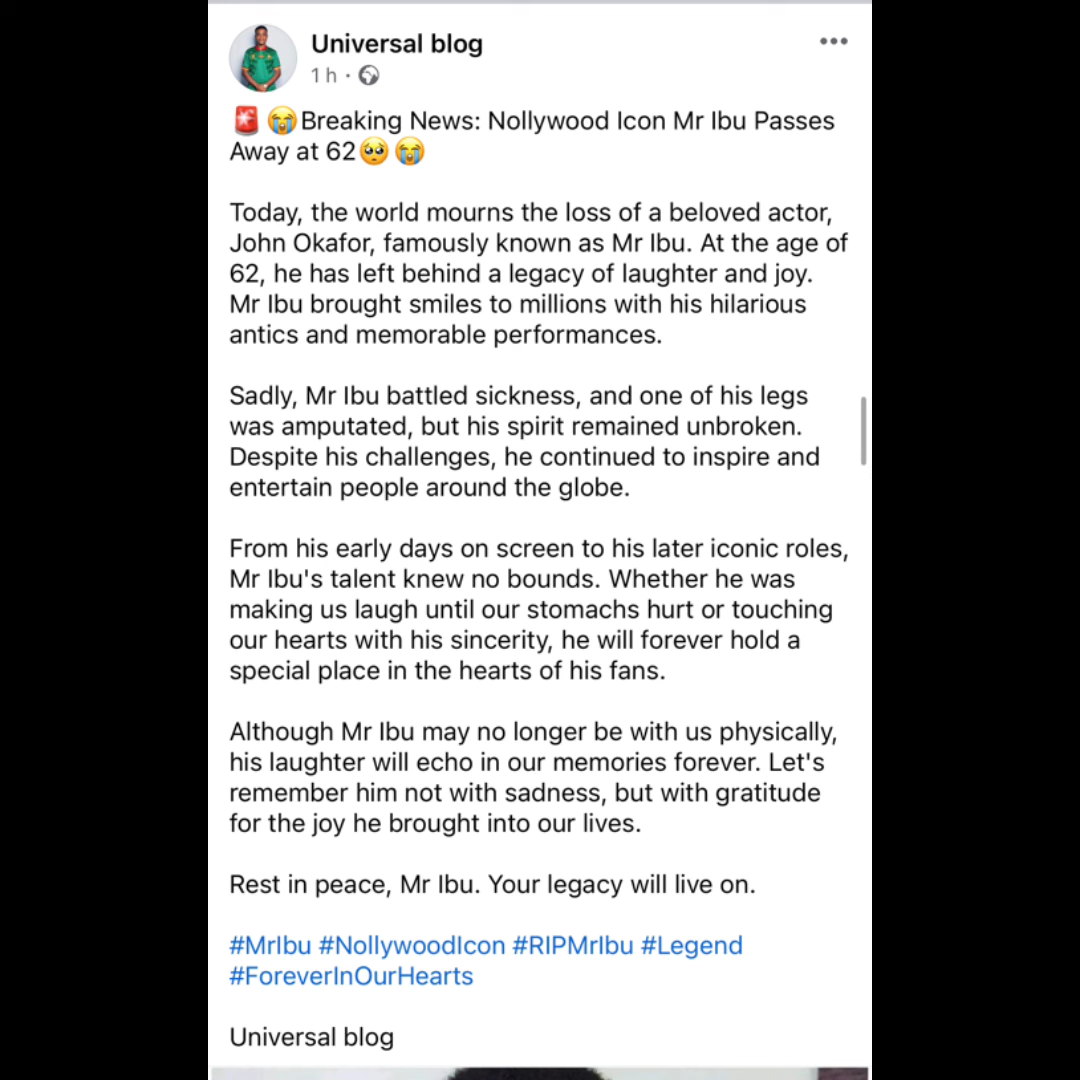 Universal blog
1 h ·
🚨 😭Breaking News: Nollywood Icon Mr Ibu Passes
Away at 62🥺😭
Today, the world mourns the loss of a beloved actor,
John Okafor, famously known as Mr Ibu. At the age of
62, he has left behind a legacy of laughter and joy.
Mr Ibu brought smiles to millions with his hilarious
antics and memorable performances.
Sadly, Mr Ibu battled sickness, and one of his legs
was amputated, but his spirit remained unbroken.
Despite his challenges, he continued to inspire and
entertain people around the globe.
From his early days on screen to his later iconic roles,
Mr Ibu's talent knew no bounds. Whether he was
making us laugh until our stomachs hurt or touching
our hearts with his sincerity, he will forever hold a
special place in the hearts of his fans.
Although Mr Ibu may no longer be with us physically,
his laughter will echo in our memories forever. Let's
remember him not with sadness, but with gratitude
for the joy he brought into our lives.
Rest in peace, Mr Ibu. Your legacy will live on.
#MrIbu #NollywoodIcon #RIPMrIbu #Legend
#ForeverInOurHearts
Universal blog